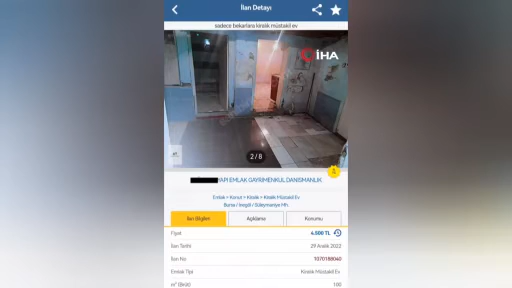 İlan Detayı
sadece bekarlara kiralık müstakil ev
İHA
2/8
YAPI EMLAK GAYRİMENKUL DANIŞMANLIK
Emlak > Konut > Kiralık > Kiralık Müstakil Ev
Bursa / İnegöl / Süleymaniye Mh.
İlan Bilgileri Açıklama Konumu
Fiyat 4.500 TL
İlan Tarihi 29 Aralık 2022
İlan No 1070188040
Emlak Tipi Kiralık Müstakil Ev
m² (Brüt) 100